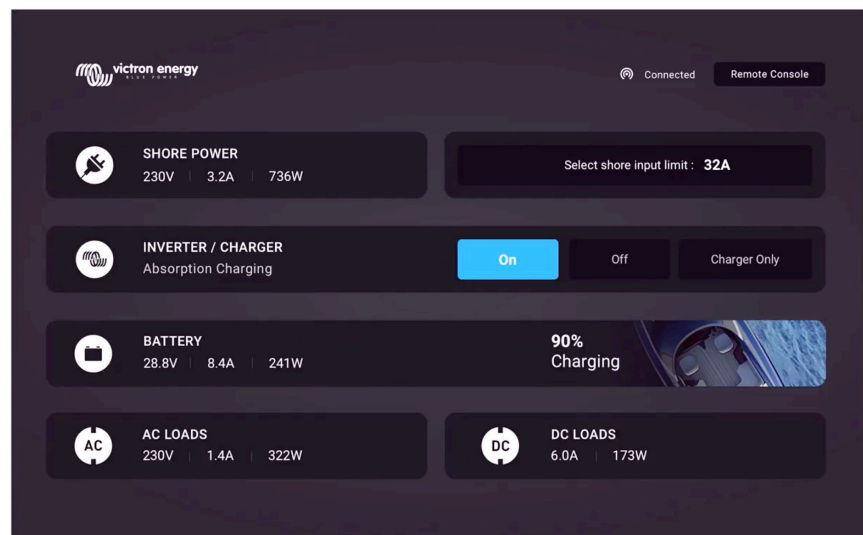 victron energy
BLUE POWER
Connected
Remote Console
SHORE POWER
230V | 3.2A | 736W
Select shore input limit : 32A
INVERTER / CHARGER
Absorption Charging
On
Off
Charger Only
BATTERY
28.8V | 8.4A | 241W
90%
Charging
AC
AC LOADS
230V | 1.4A | 322W
DC
DC LOADS
6.0A | 173W